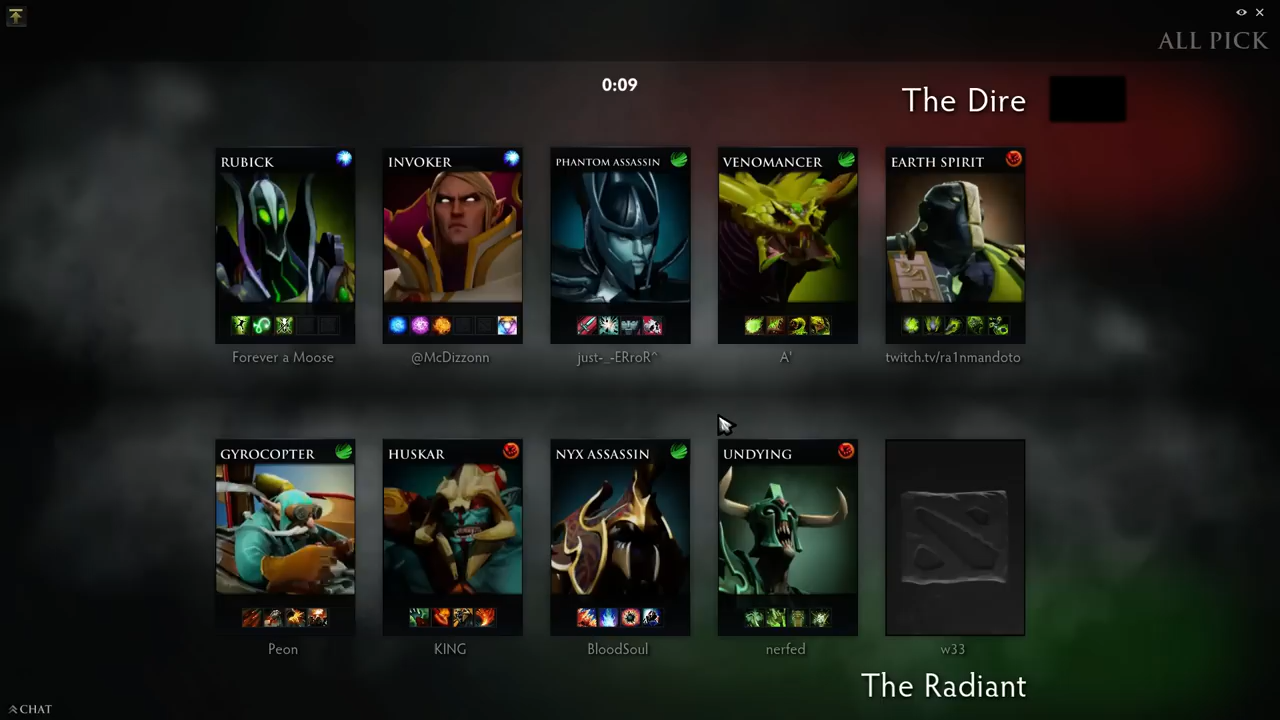 ALL PICK
0:09
The Dire
RUBICK
INVOKER
PHANTOM ASSASSIN
VENOMANCER
EARTH SPIRIT
Forever a Moose
@McDizzonn
just-_-ERroR^
A'
twitch.tv/ra1nmandoto
GYROCOPTER
HUSKAR
NYX ASSASSIN
UNDYING
Peon
KING
BloodSoul
nerfed
w33
The Radiant
CHAT